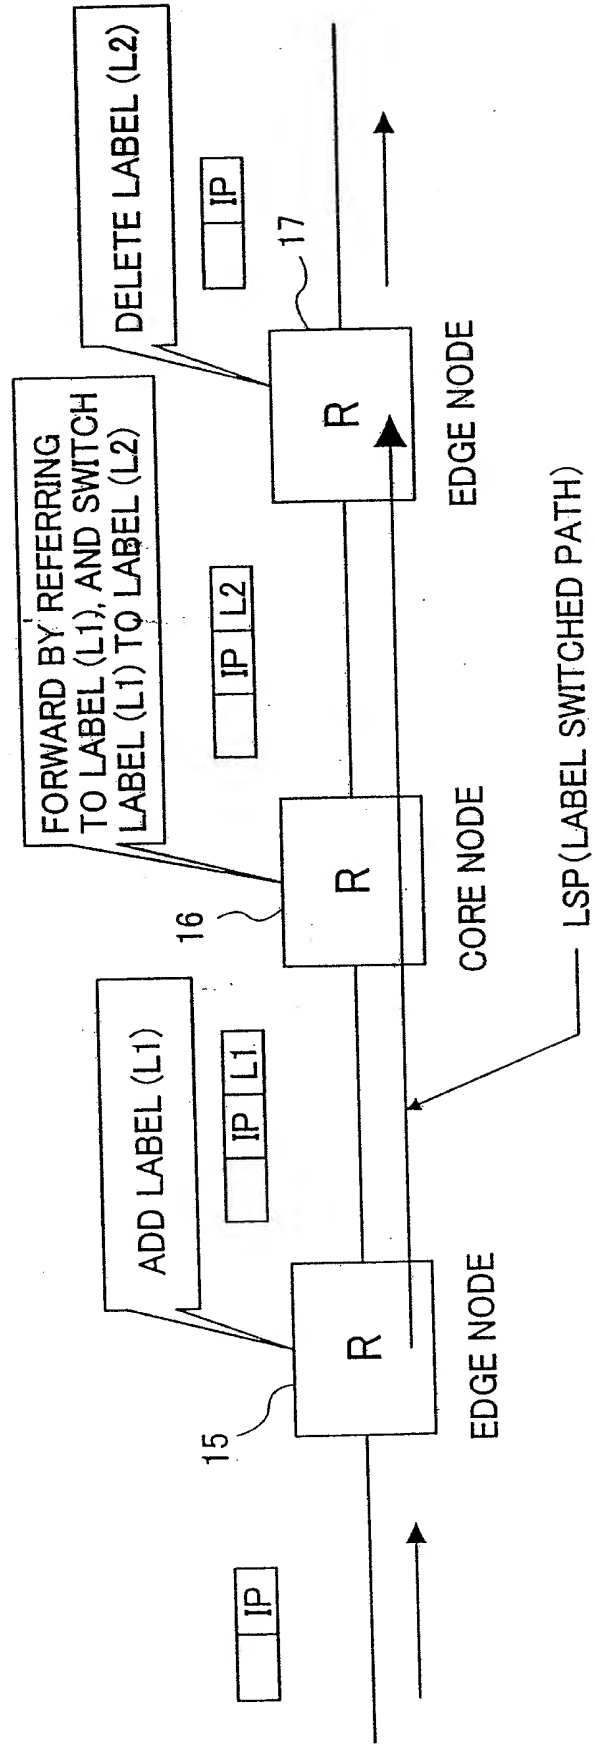 ADD LABEL (L1)
FORWARD BY REFERRING
TO LABEL (L1), AND SWITCH
LABEL (L1) TO LABEL (L2)
DELETE LABEL (L2)
IP
IP L1
IP L2
IP
15
R
16
R
17
R
EDGE NODE
CORE NODE
EDGE NODE
LSP (LABEL SWITCHED PATH)